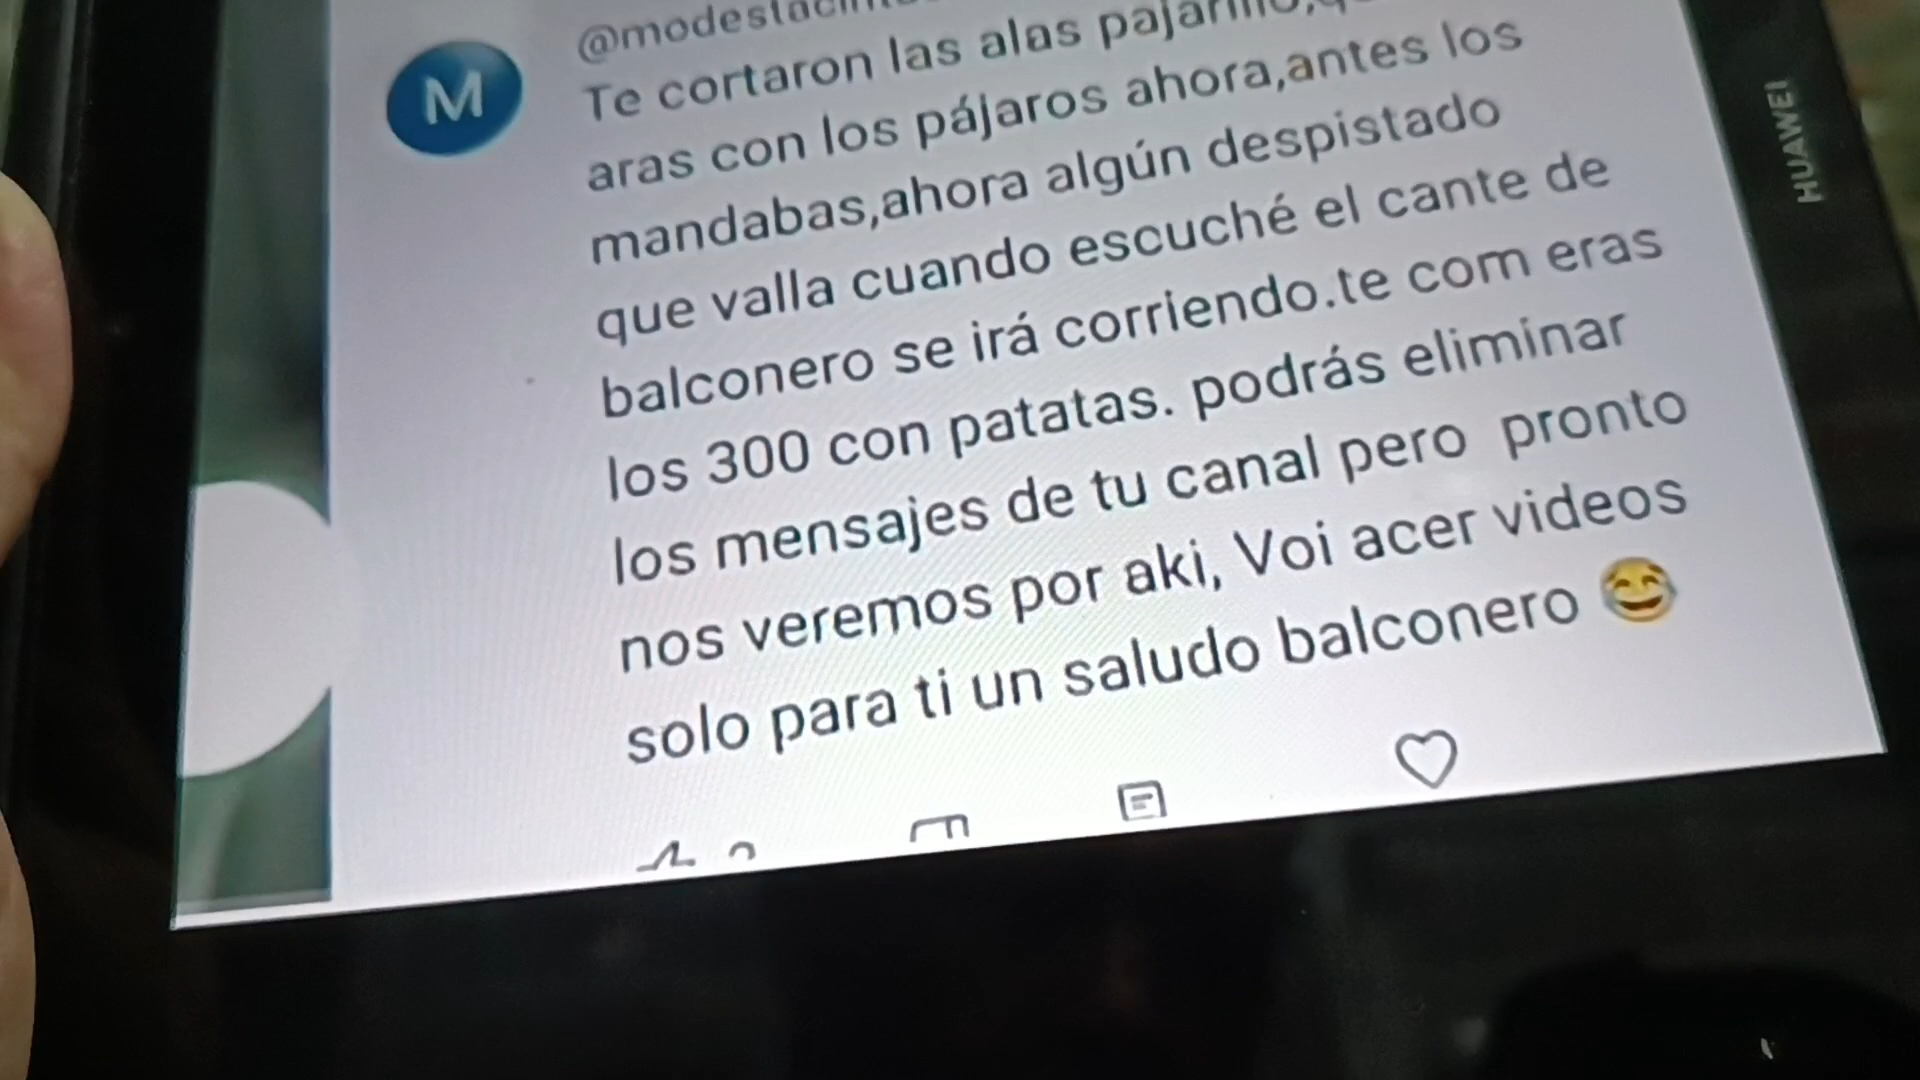 Te cortaron las alas
aras con los pájaros ahora,antes los
mandabas,ahora algún despistado
que valla cuando escuché el cante de
balconero se irá corriendo.te com eras
los 300 con patatas. podrás eliminar
los mensajes de tu canal pero pronto
nos veremos por aki, Voi acer videos
solo para ti un saludo balconero 😂
M
HUAWEI